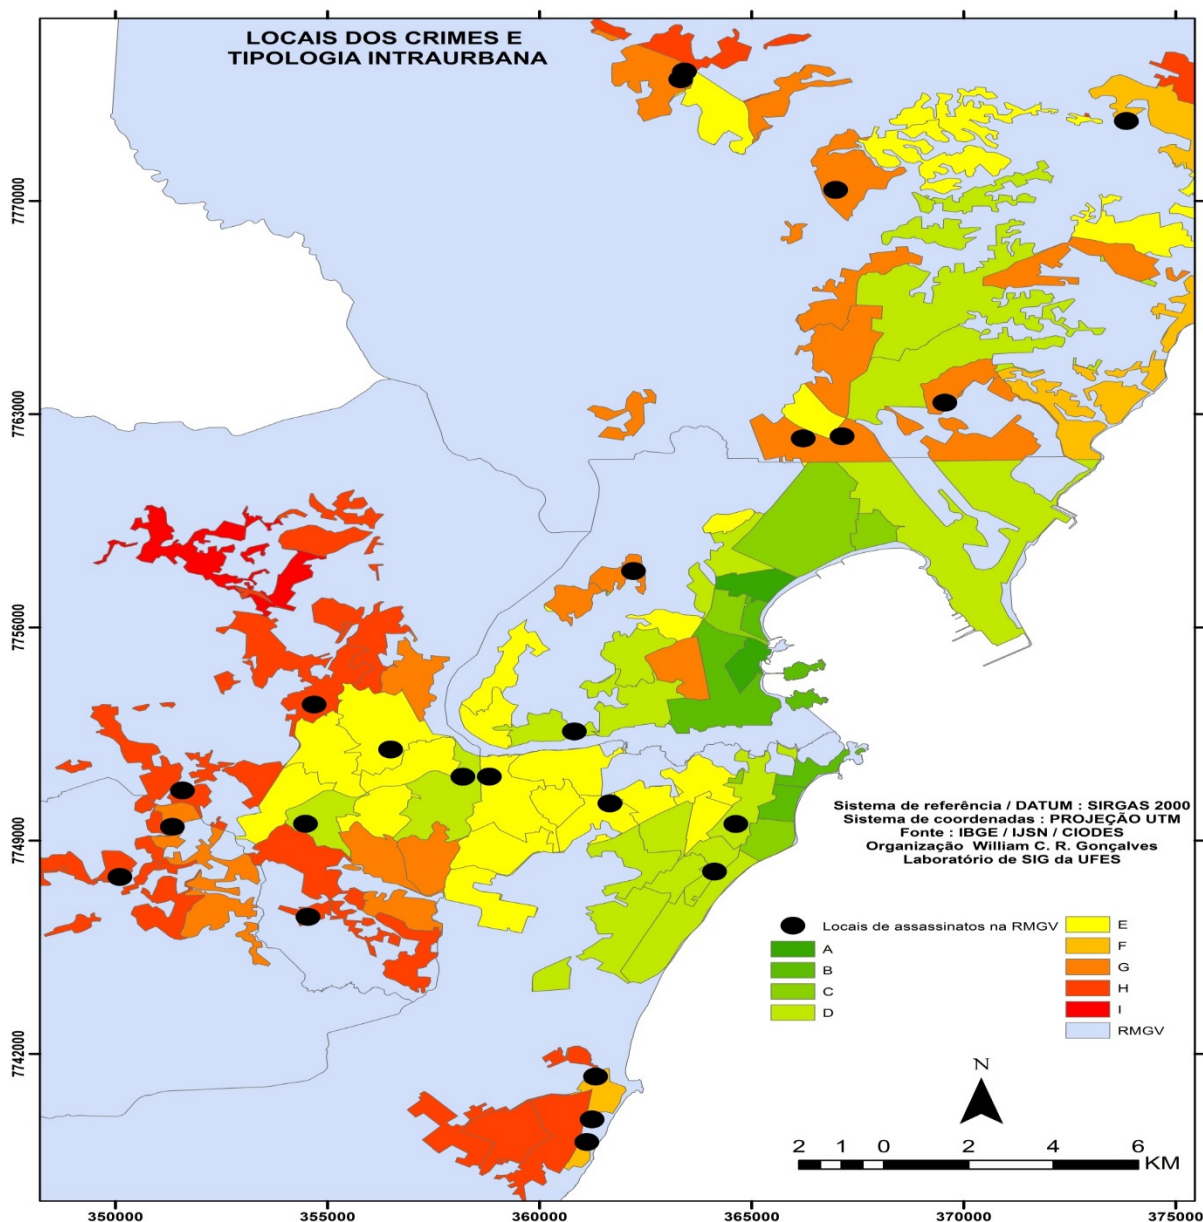 LOCAIS DOS CRIMES E
TIPOLOGIA INTRAURBANA
7770000
7763000
7756000
7749000
7742000
Sistema de referência / DATUM : SIRGAS 2000
Sistema de coordenadas : PROJEÇÃO UTM
Fonte : IBGE / IJSN / CIODES
Organização William C. R. Gonçalves
Laboratório de SIG da UFES
Locais de assassinatos na RMGV
A
B
C
D
E
F
G
H
I
RMGV
N
2 1 0 2 4 6
KM
350000 355000 360000 365000 370000 375000